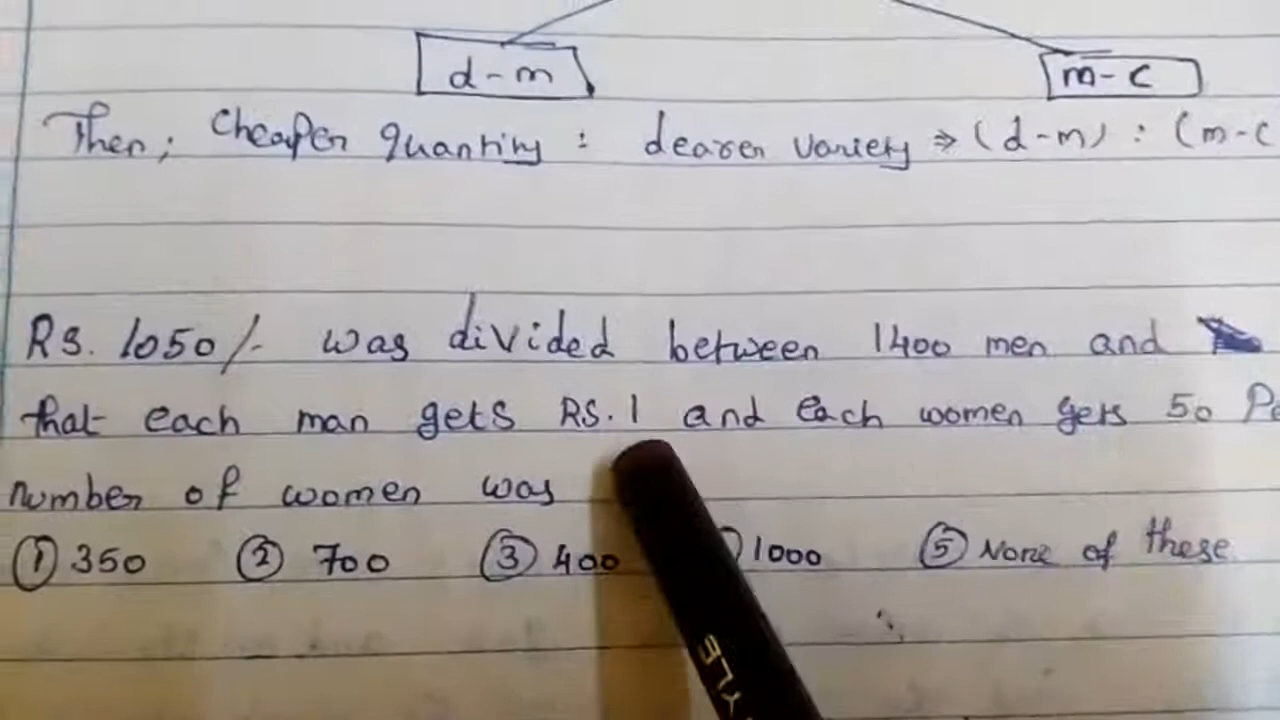 d - m
m - c
Then; Cheaper quantity : dearer variety ⇒ (d-m) : (m-c
Rs. 1050/- was divided between 1400 men and
that each man gets RS. 1 and each women gets 50
number of women was
① 350 ② 700 ③ 400 ) 1000 ⑤ None of these
YLE